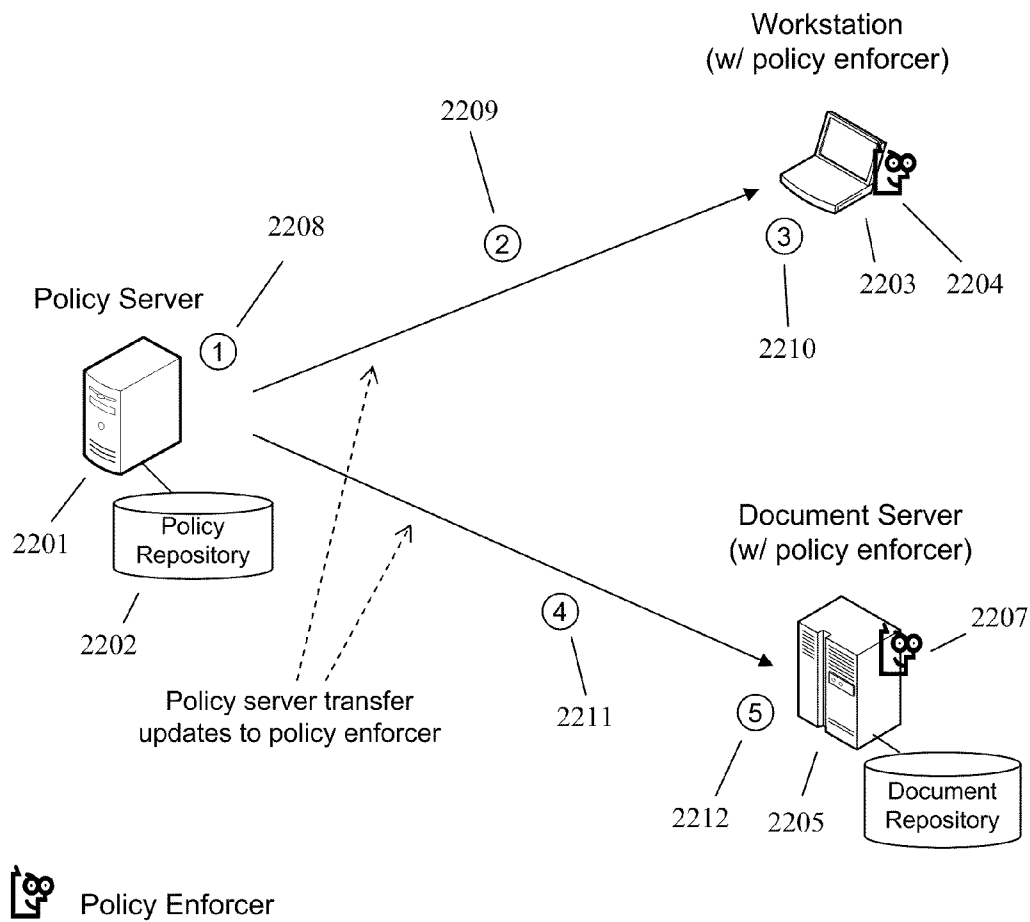 Workstation
(w/ policy enforcer)
2209
2208
2
3
2203
2204
Policy Server
1
2210
2201
Policy
Repository
Document Server
(w/ policy enforcer)
2202
4
2207
Policy server transfer
updates to policy enforcer
2211
5
2212
2205
Document
Repository
Policy Enforcer